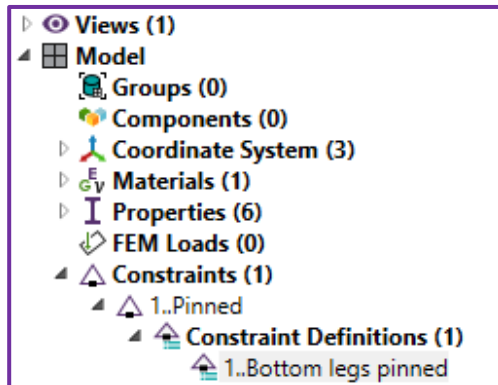 Views (1)
Model
Groups (0)
Components (0)
Coordinate System (3)
Materials (1)
Properties (6)
FEM Loads (0)
Constraints (1)
1..Pinned
Constraint Definitions (1)
1..Bottom legs pinned